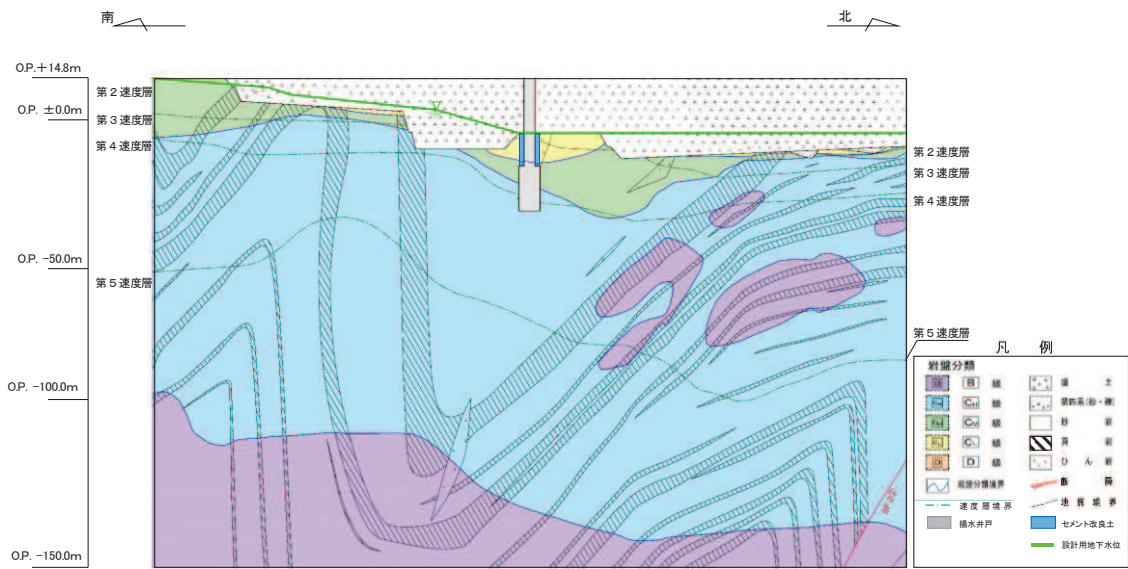 南
北
O.P.+14.8m
第2速度層
O.P. ±0.0m
第3速度層
第4速度層
第2速度層
第3速度層
第4速度層
O.P. -50.0m
第5速度層
第5速度層
O.P. -100.0m
O.P. -150.0m
凡 例
岩盤分類
B 級
盛 土
CH 級
第四系(砂・礫)
CM 級
砂 岩
CL 級
頁 岩
D 級
ひん岩
岩盤分類境界
断 層
速度層境界
地質境界
揚水井戸
セメント改良土
設計用地下水位